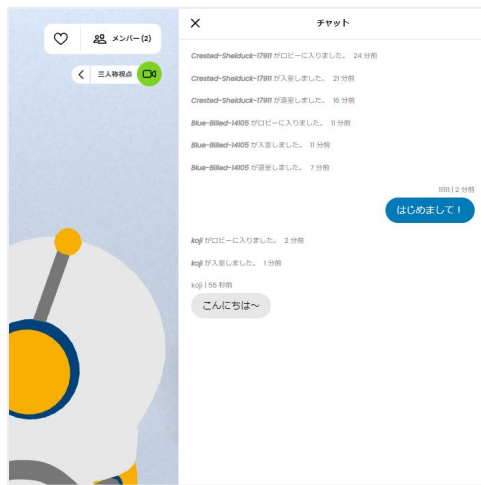 メンバー (2)
三人称視点
チャット
Crested-Shelduck-17911 がロビーに入りました。 24 分前
Crested-Shelduck-17911 が入室しました。 21 分前
Crested-Shelduck-17911 が退室しました。 16 分前
Blue-Billed-14105 がロビーに入りました。 11 分前
Blue-Billed-14105 が入室しました。 11 分前
Blue-Billed-14105 が退室しました。 7 分前
11111 | 2 分前
はじめまして！
koji がロビーに入りました。 2 分前
koji が入室しました。 1 分前
koji | 55 秒前
こんにちは～